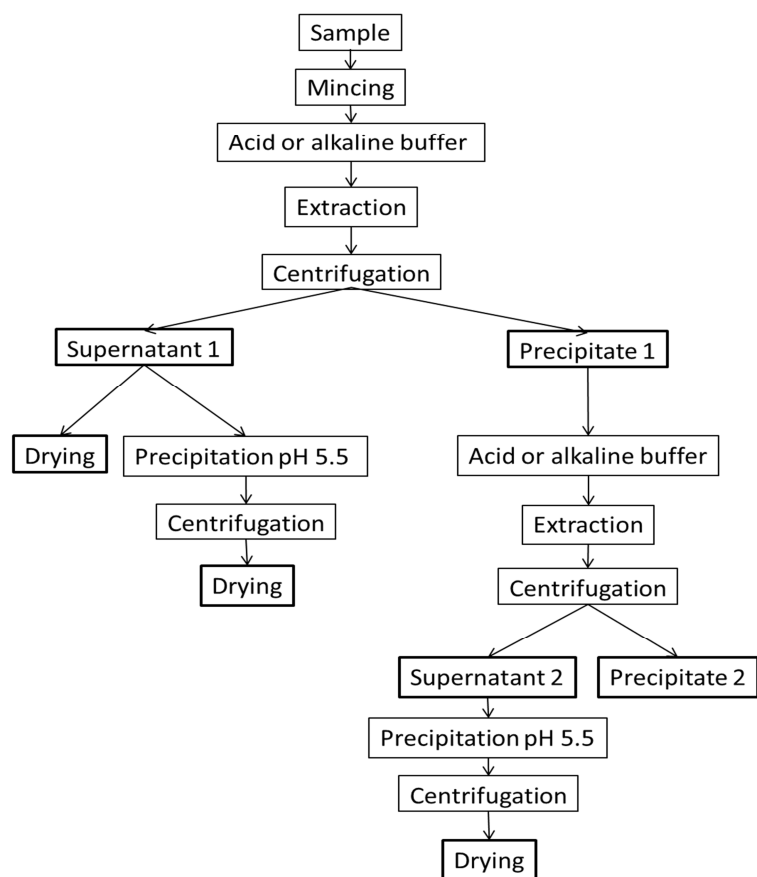 Sample
Mincing
Acid or alkaline buffer
Extraction
Centrifugation
Supernatant 1
Precipitate 1
Drying
Precipitation pH 5.5
Acid or alkaline buffer
Centrifugation
Extraction
Drying
Centrifugation
Supernatant 2
Precipitate 2
Precipitation pH 5.5
Centrifugation
Drying